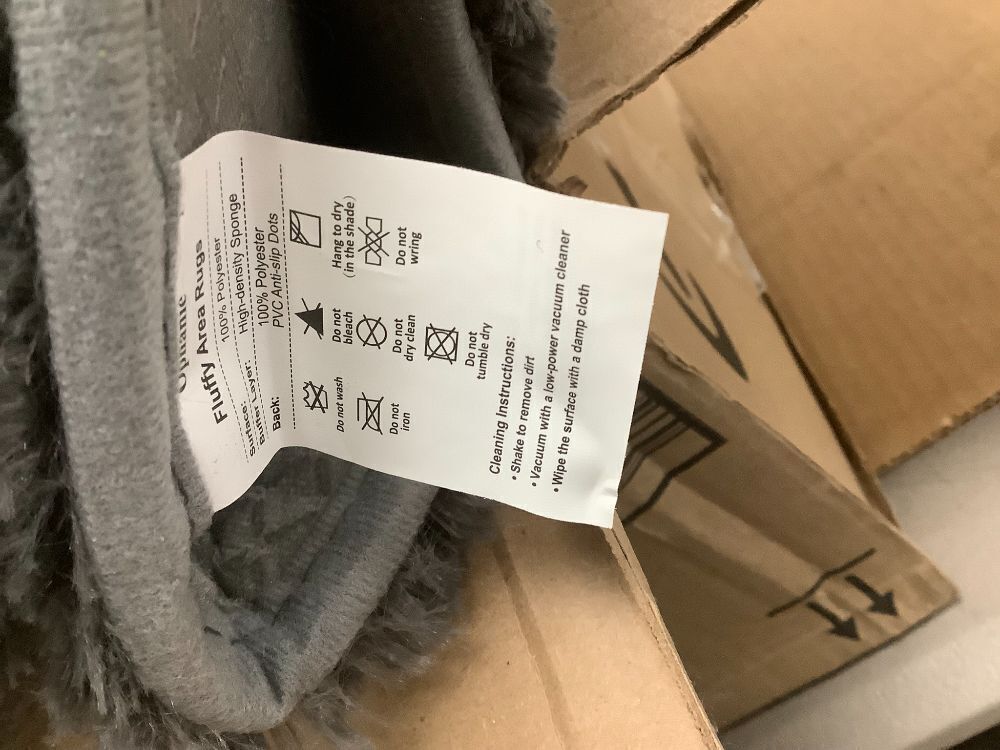 Fluffy Area Rugs
Surface: 100% Polyester
Buffer Layer: High-density Sponge
Back: 100% Polyester
PVC Anti-slip Dots
Do not wash
Do not
bleach
Hang to dry
(in the shade)
Do not
iron
Do not
dry clean
Do not
wring
Do not
tumble dry
Cleaning Instructions:
• Shake to remove dirt
• Vacuum with a low-power vacuum cleaner
• Wipe the surface with a damp cloth